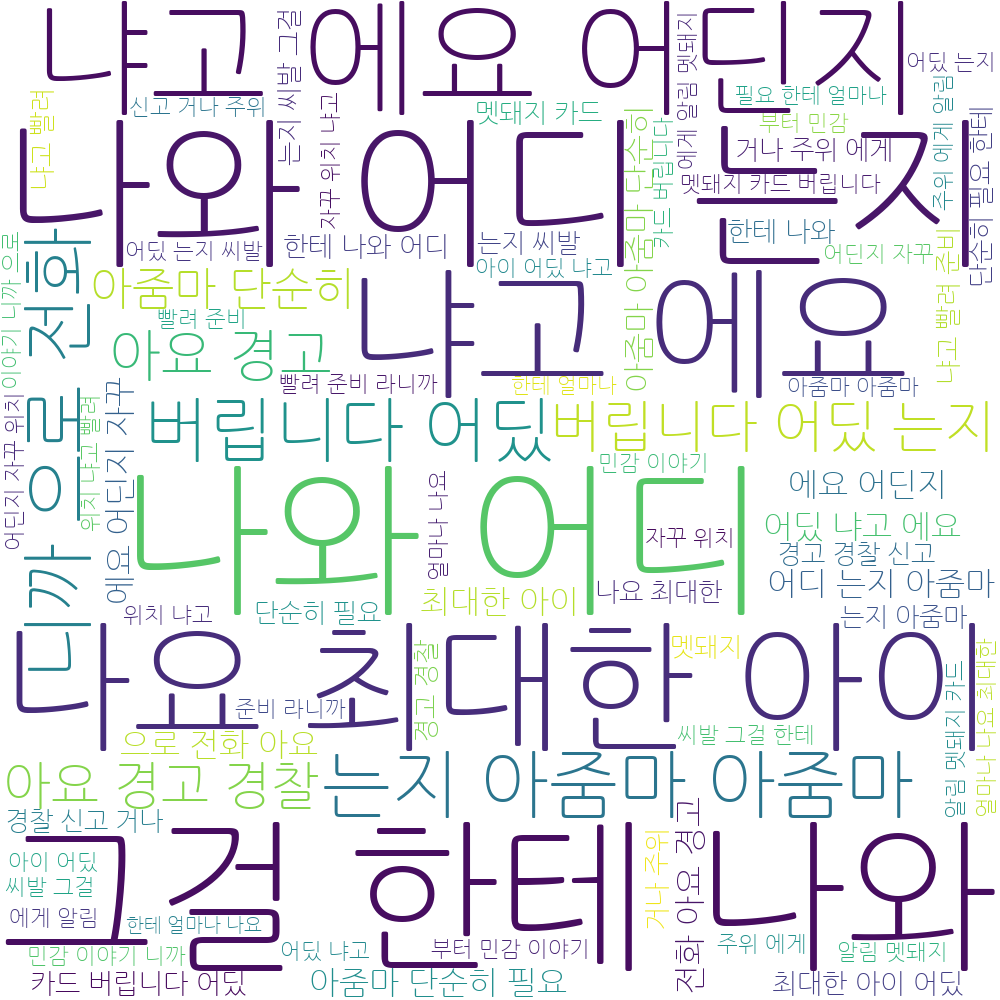 냐고 에요 어딘지
는지 씨발 그걸
에게 알림 멧돼지
어딨 는지
신고 거나 주위
멧돼지 카드
필요 한테 얼마나
부터 민감
냐고 빨려
자꾸 위치 냐고
나와 어디 는지
거나 주위 에게
멧돼지 카드 버립니다
주위 에게 알림
단순히 필요 한테
카드 버립니다
아줌마 아줌마 단순히
한테 나와
어딨 는지 씨발
한테 나와 어디
는지 씨발
어딘지 자꾸
이야기 니까 으로
니까 으로 전화
아줌마 단순히
아이 어딨 냐고
냐고 에요
냐고 빨려 준비
빨려 준비
아요 경고
빨려 준비 라니까
한테 얼마나
아줌마 아줌마
어딘지 자꾸 위치
위치 냐고 빨려
에요 어딘지 자꾸
버립니다 어딨
버립니다 어딨 는지
민감 이야기
나와 어디
얼마나 나요
에요 어딘지
어딨 냐고 에요
자꾸 위치
경고 경찰 신고
어디 는지 아줌마
위치 냐고
단순히 필요
최대한 아이
나요 최대한
는지 아줌마
나요 최대한 아이
경고 경찰
멧돼지
알림 멧돼지 카드
얼마나 나요 최대한
준비 라니까
으로 전화 아요
씨발 그걸 한테
아요 경고 경찰
는지 아줌마 아줌마
경찰 신고 거나
전화 아요 경고
그걸 한테 나와
거나 주위
아이 어딨
씨발 그걸
에게 알림
한테 얼마나 나요
민감 이야기 니까
어딨 냐고
부터 민감 이야기
주위 에게
알림 멧돼지
카드 버립니다 어딨
아줌마 단순히 필요
최대한 아이 어딨